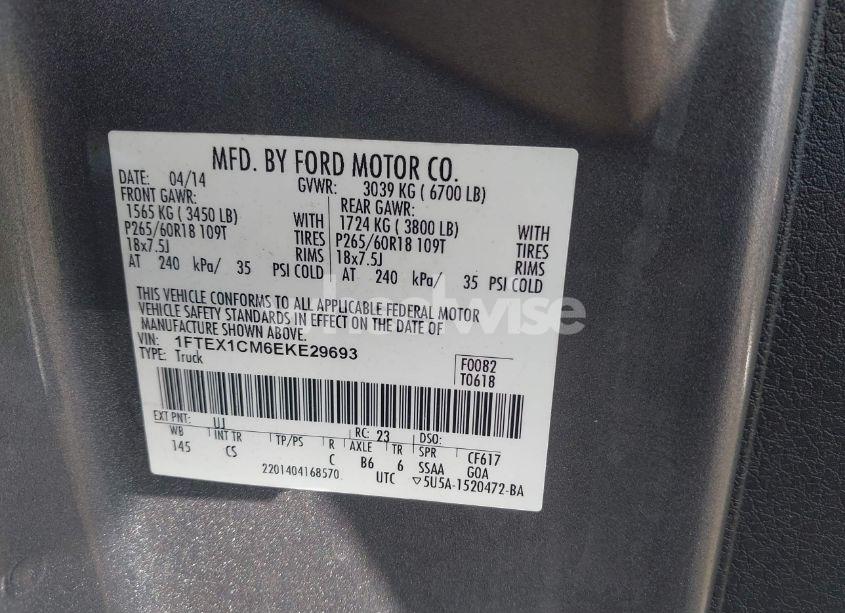 MFD. BY FORD MOTOR CO.
DATE: 04/14 GVWR: 3039 KG ( 6700 LB)
FRONT GAWR: REAR GAWR:
1565 KG ( 3450 LB) WITH 1724 KG ( 3800 LB) WITH
P265/60R18 109T TIRES P265/60R18 109T TIRES
18x7.5J RIMS 18x7.5J RIMS
AT 240 kPa/ 35 PSI COLD AT 240 kPa/ 35 PSI COLD
THIS VEHICLE CONFORMS TO ALL APPLICABLE FEDERAL MOTOR
VEHICLE SAFETY STANDARDS IN EFFECT ON THE DATE OF
MANUFACTURE SHOWN ABOVE.
VIN: 1FTEX1CM6EKE29693
TYPE: Truck
F0082
T0618
EXT PNT: UJ RC: 23 DSO:
WB INT TR TP/PS R AXLE TR SPR CF617
145 CS C B6 6 SSAA GOA
2201404168570 UTC ▽5U5A-1520472-BA